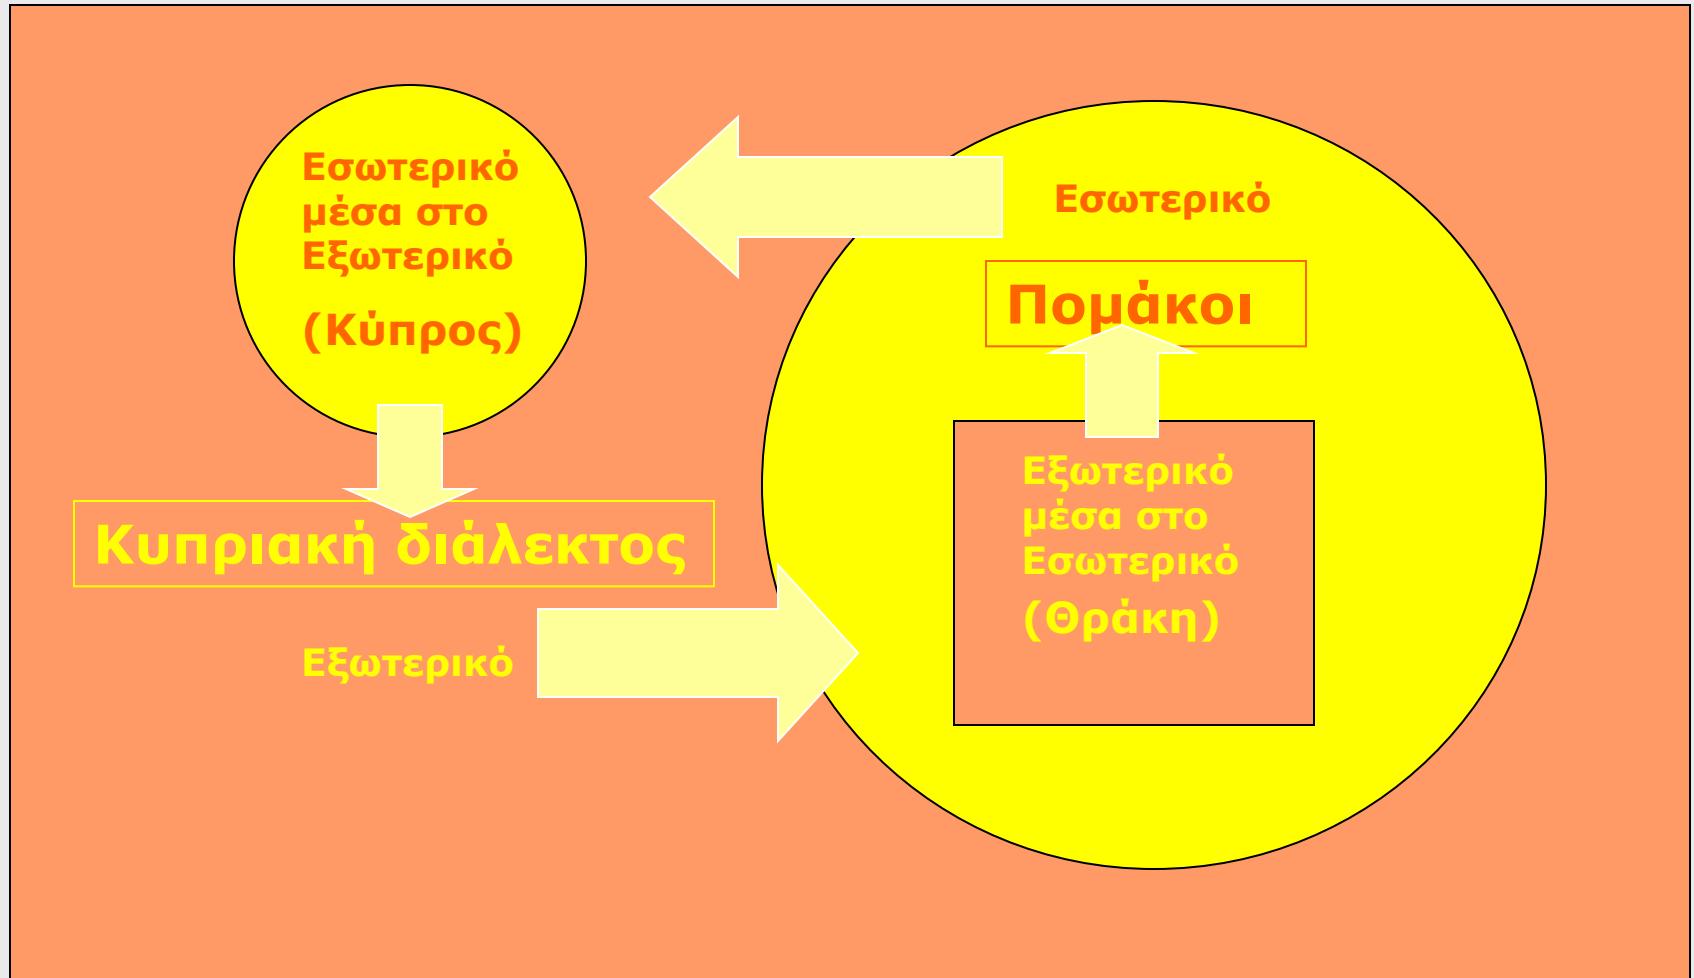 Εσωτερικό
μέσα στο
Εξωτερικό
(Κύπρος)
Κυπριακή διάλεκτος
Εξωτερικό
Εσωτερικό
Πομάκοι
Εξωτερικό
μέσα στο
Εσωτερικό
(Θράκη)